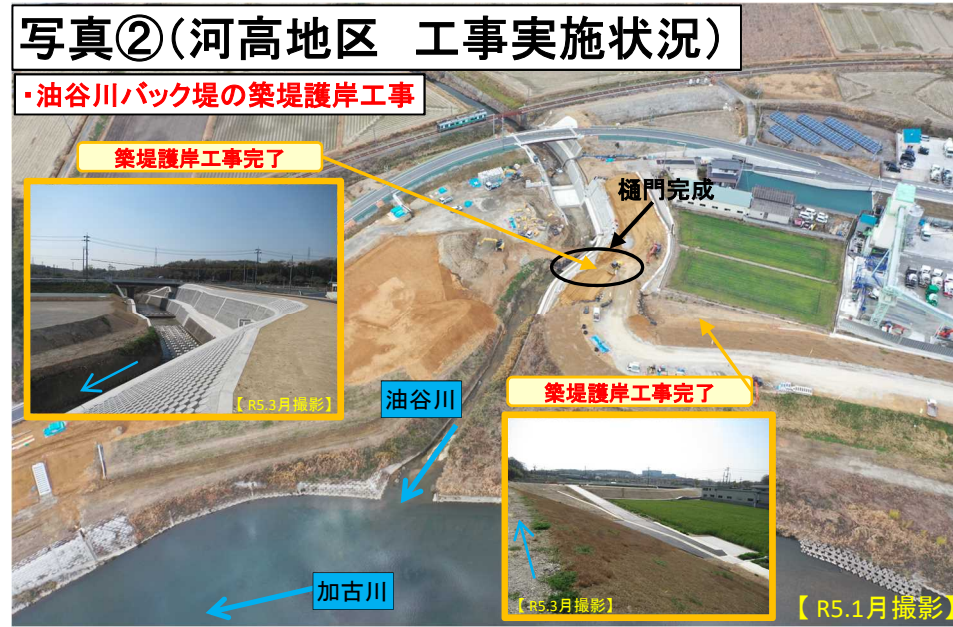 写真②（河高地区　工事実施状況）
・油谷川バック堤の築堤護岸工事
築堤護岸工事完了
樋門完成
【 R5.3月撮影】
油谷川
築堤護岸工事完了
加古川
【 R5.3月撮影】
【 R5.1月撮影】